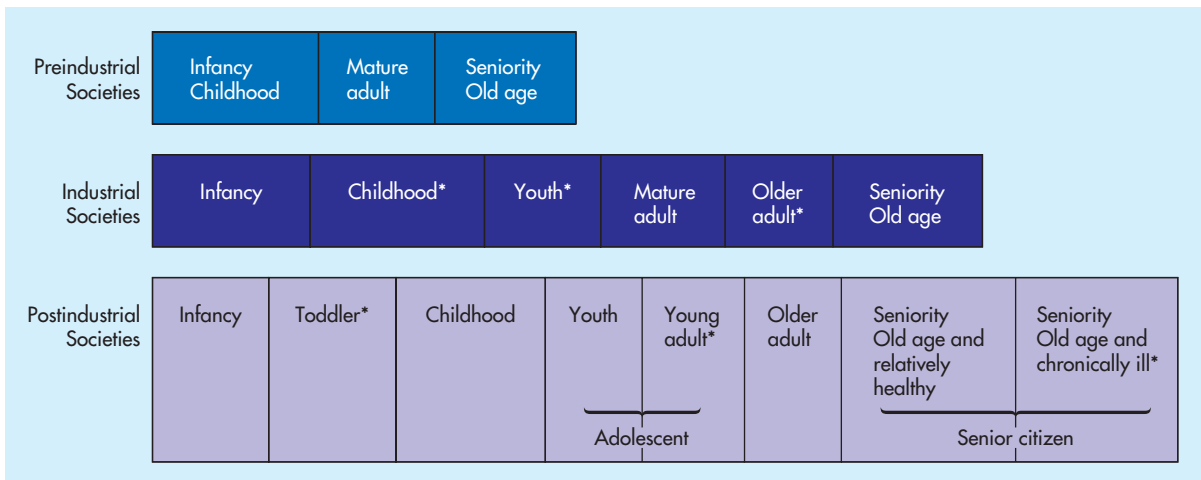 Preindustrial
Societies
Infancy
Childhood
Mature
adult
Seniority
Old age
Industrial
Societies
Infancy
Childhood*
Youth*
Mature
adult
Older
adult*
Seniority
Old age
Postindustrial
Societies
Infancy
Toddler*
Childhood
Youth
Young
adult*
Older
adult
Seniority
Old age and
relatively
healthy
Seniority
Old age and
chronically ill*
Adolescent
Senior citizen